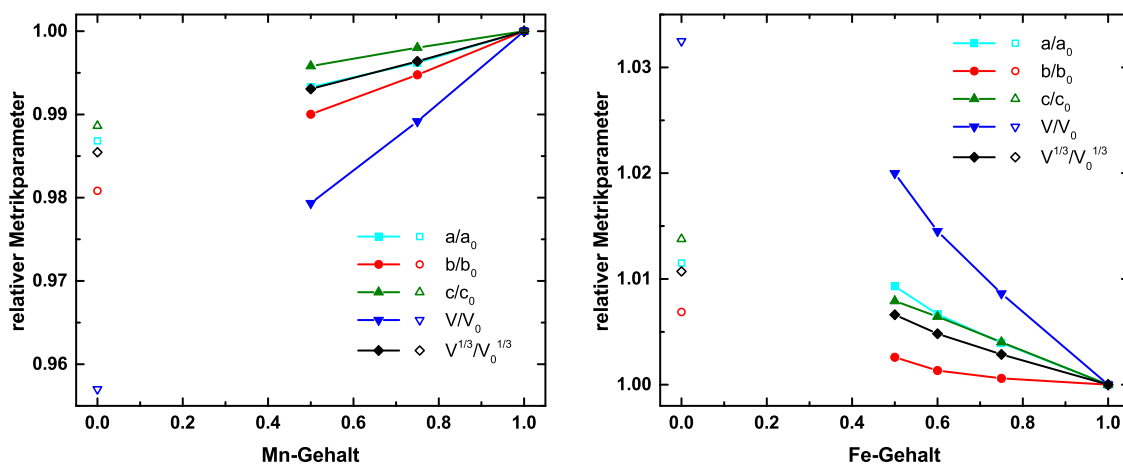 1.00
0.99
0.98
0.97
0.96
relativer Metrikparameter
a/a0
b/b0
c/c0
V/V0
V1/3/V01/3
0.0 0.2 0.4 0.6 0.8 1.0
Mn-Gehalt
1.03
1.02
1.01
1.00
relativer Metrikparameter
a/a0
b/b0
c/c0
V/V0
V1/3/V01/3
0.0 0.2 0.4 0.6 0.8 1.0
Fe-Gehalt